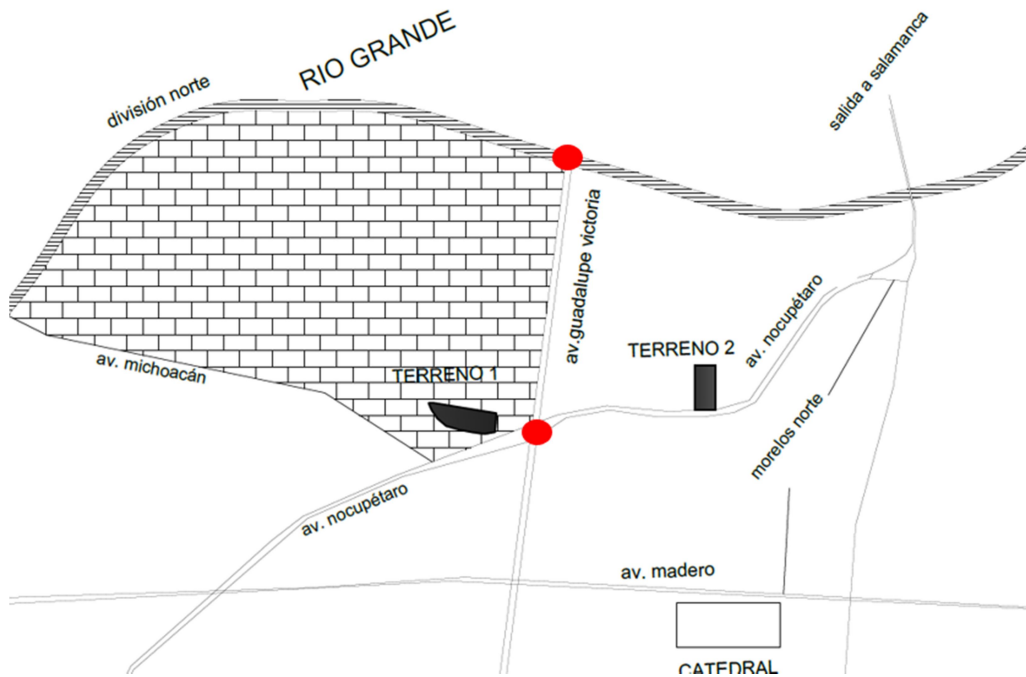 RIO GRANDE
división norte
salida a salamanca
av.guadalupe victoria
av. nocupétaro
TERRENO 2
av. michoacán
TERRENO 1
morelos norte
av. nocupétaro
av. madero
CATEDRAL